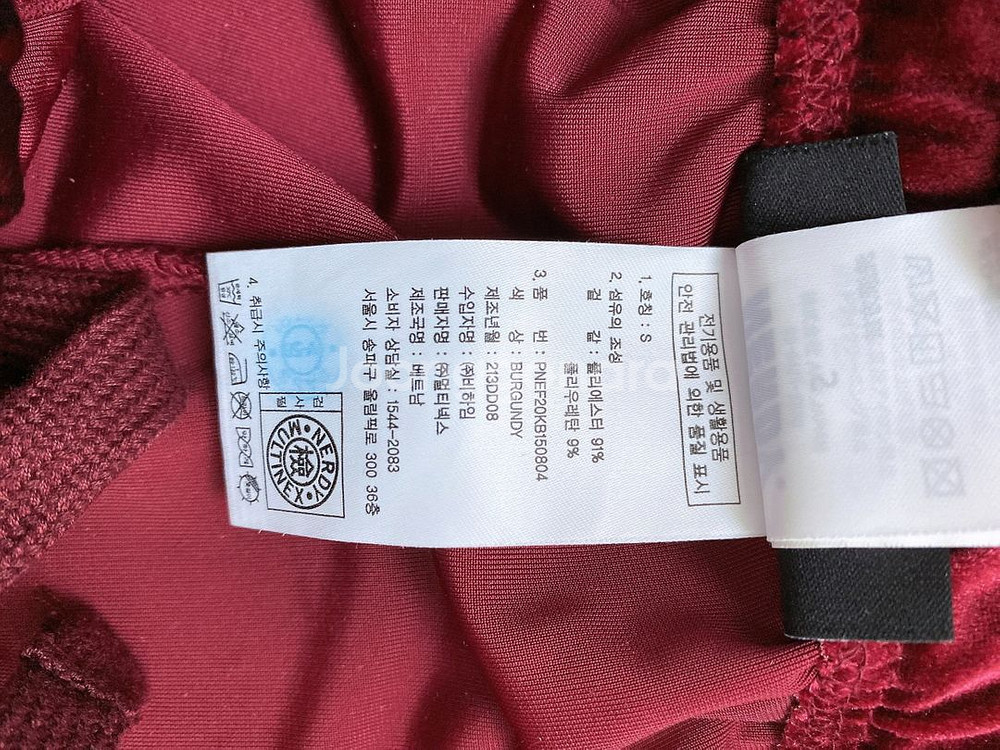 전기용품 및 생활용품
안전 관리법에 의한 품질 표시
1. 호칭 : S
2. 섬유의 조성
겉 감 : 폴리에스터 91%
폴리우레탄 9%
3. 품 번 : PNEF20KB150804
색 상 : BURGUNDY
제조년월 : 213DD08
수입자명 : ㈜비하임
판매자명 : ㈜멀티넥스
제조국명 : 베트남
소비자 상담실 : 1544-2083
서울시 송파구 올림픽로 300 36층
4. 취급시 주의사항
검사필
NERDY
檢
MULTINEX